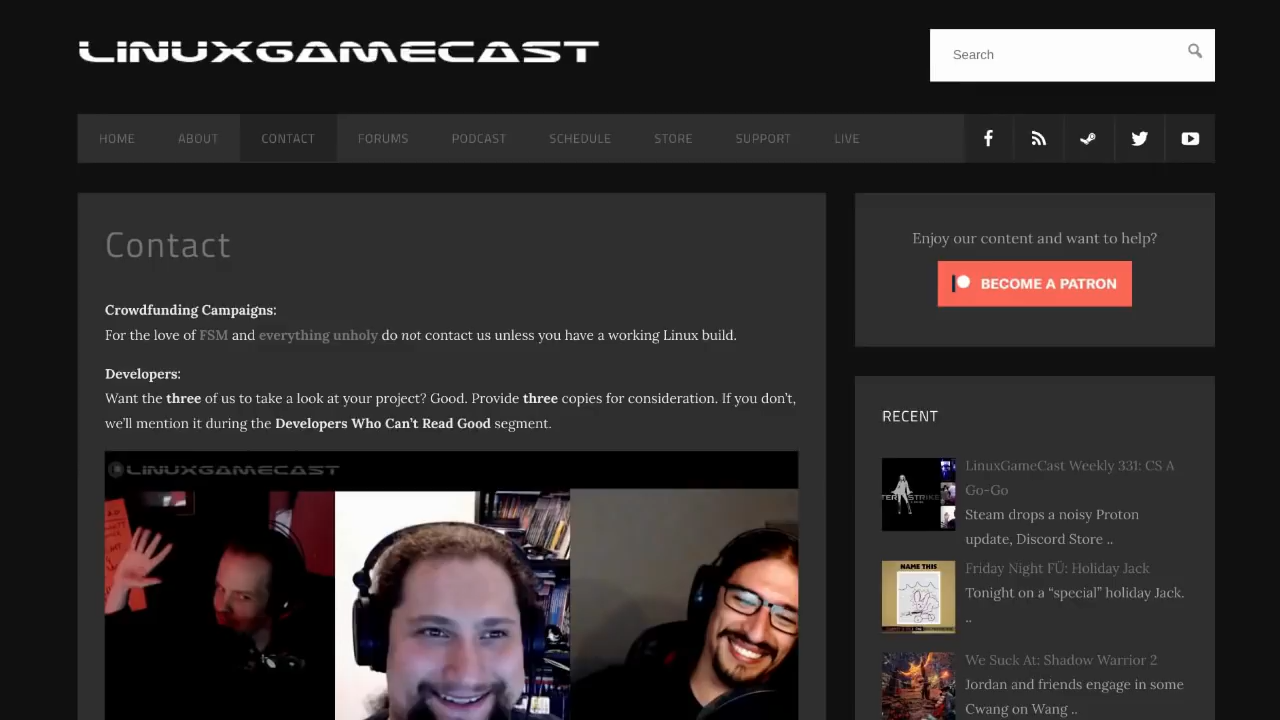 LINUXGAMECAST
Search
HOME ABOUT CONTACT FORUMS PODCAST SCHEDULE STORE SUPPORT LIVE
Contact
Crowdfunding Campaigns:
For the love of FSM and everything unholy do not contact us unless you have a working Linux build.
Developers:
Want the three of us to take a look at your project? Good. Provide three copies for consideration. If you don't,
we'll mention it during the Developers Who Can't Read Good segment.
LINUXGAMECAST
Enjoy our content and want to help?
BECOME A PATRON
RECENT
LinuxGameCast Weekly 331: CS A
Go-Go
Steam drops a noisy Proton
update, Discord Store ..
Friday Night FÜ: Holiday Jack
Tonight on a “special” holiday Jack.
..
NAME THIS
We Suck At: Shadow Warrior 2
Jordan and friends engage in some
Cwang on Wang ..